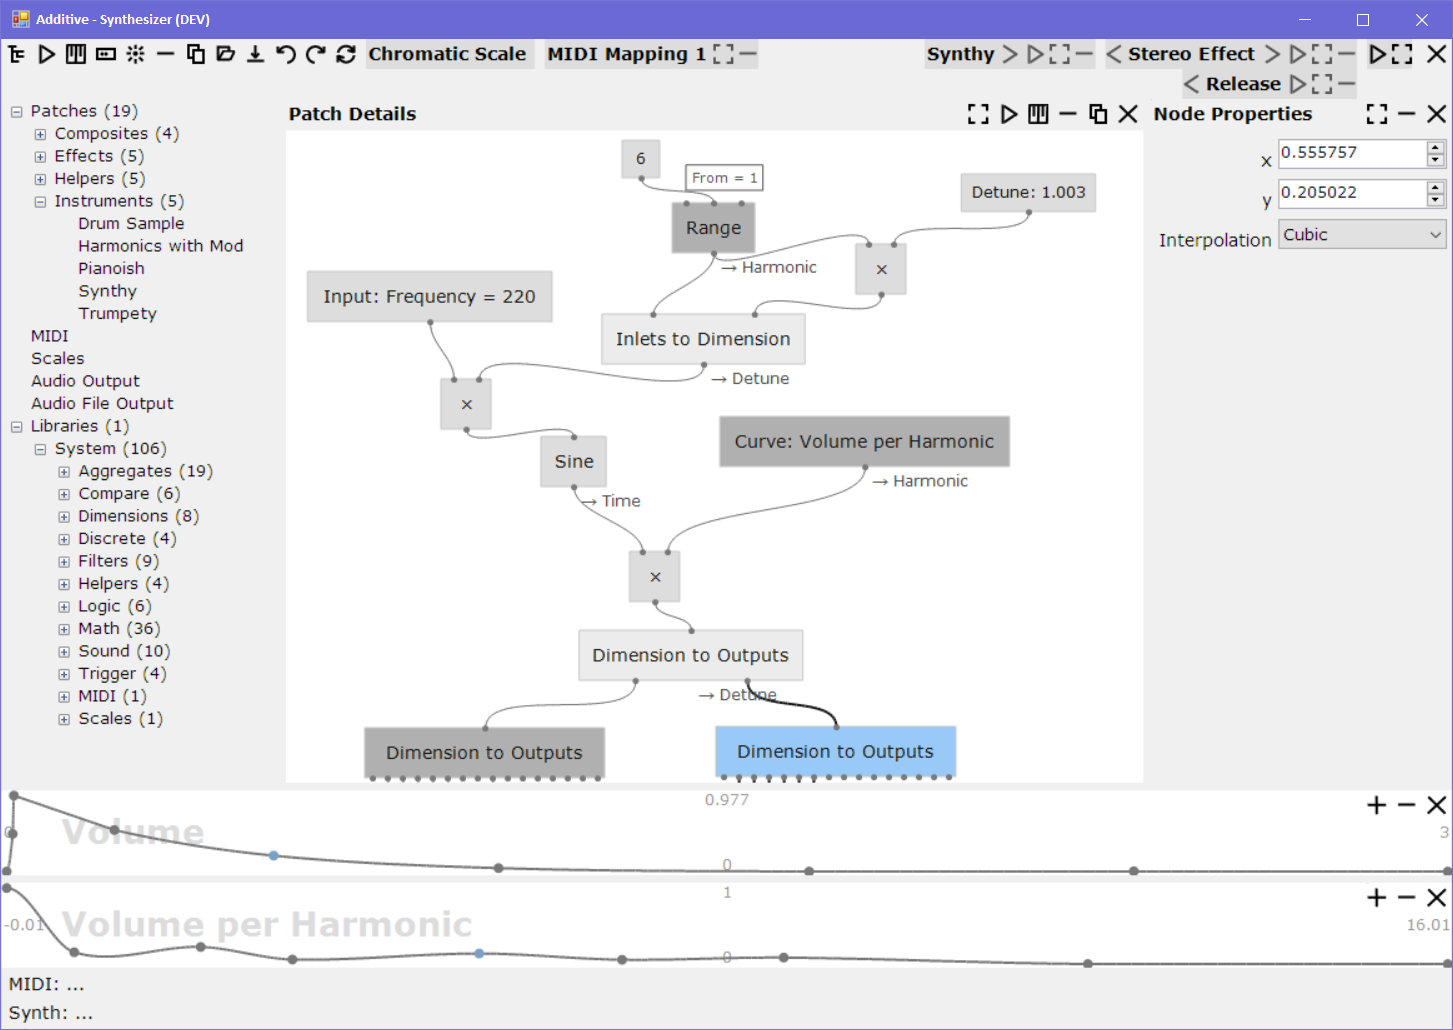 Additive - Synthesizer (DEV)
Chromatic Scale
MIDI Mapping 1
Synthy
Stereo Effect
Release
Patches (19)
Composites (4)
Effects (5)
Helpers (5)
Instruments (5)
Drum Sample
Harmonics with Mod
Pianoish
Synthy
Trumpety
MIDI
Scales
Audio Output
Audio File Output
Libraries (1)
System (106)
Aggregates (19)
Compare (6)
Dimensions (8)
Discrete (4)
Filters (9)
Helpers (4)
Logic (6)
Math (36)
Sound (10)
Trigger (4)
MIDI (1)
Scales (1)
Patch Details
6
From = 1
Range
Detune: 1.003
→ Harmonic
×
Input: Frequency = 220
Inlets to Dimension
→ Detune
×
Curve: Volume per Harmonic
Sine
→ Harmonic
→ Time
×
Dimension to Outputs
→ Detune
Dimension to Outputs
Dimension to Outputs
Node Properties
x 0.555757
y 0.205022
Interpolation Cubic
0.977
0 Volume 3
0
1
-0.01 Volume per Harmonic 16.01
0
MIDI: ...
Synth: ...